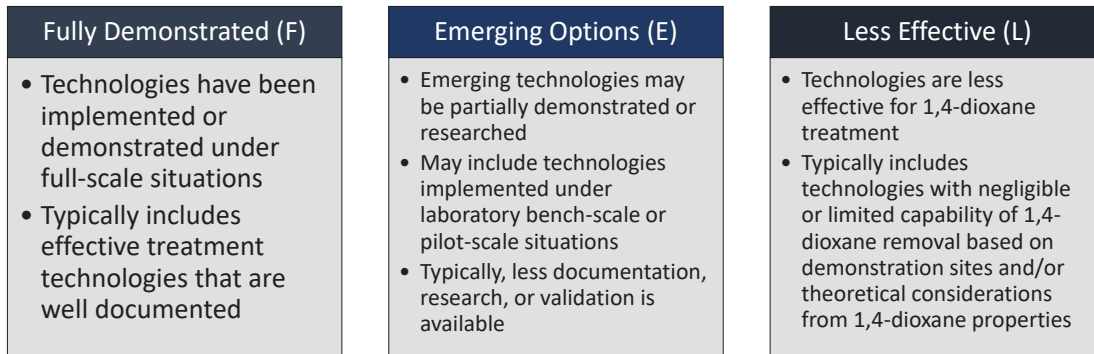 Fully Demonstrated (F)
• Technologies have been
implemented or
demonstrated under
full-scale situations
• Typically includes
effective treatment
technologies that are
well documented
Emerging Options (E)
• Emerging technologies may
be partially demonstrated or
researched
• May include technologies
implemented under
laboratory bench-scale or
pilot-scale situations
• Typically, less documentation,
research, or validation is
available
Less Effective (L)
• Technologies are less
effective for 1,4-dioxane
treatment
• Typically includes
technologies with negligible
or limited capability of 1,4-
dioxane removal based on
demonstration sites and/or
theoretical considerations
from 1,4-dioxane properties